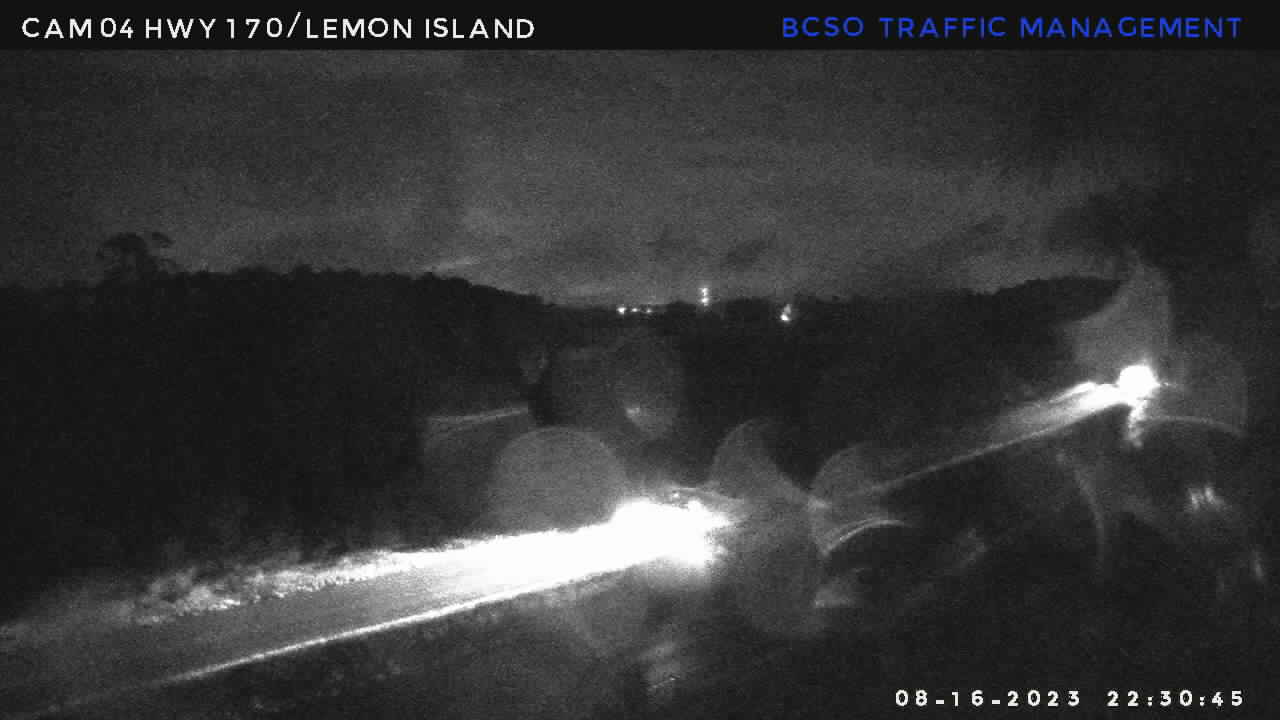 CAM04 HWY 170/LEMON ISLAND
BCSO TRAFFIC MANAGEMENT
08-16-2023 22:30:45